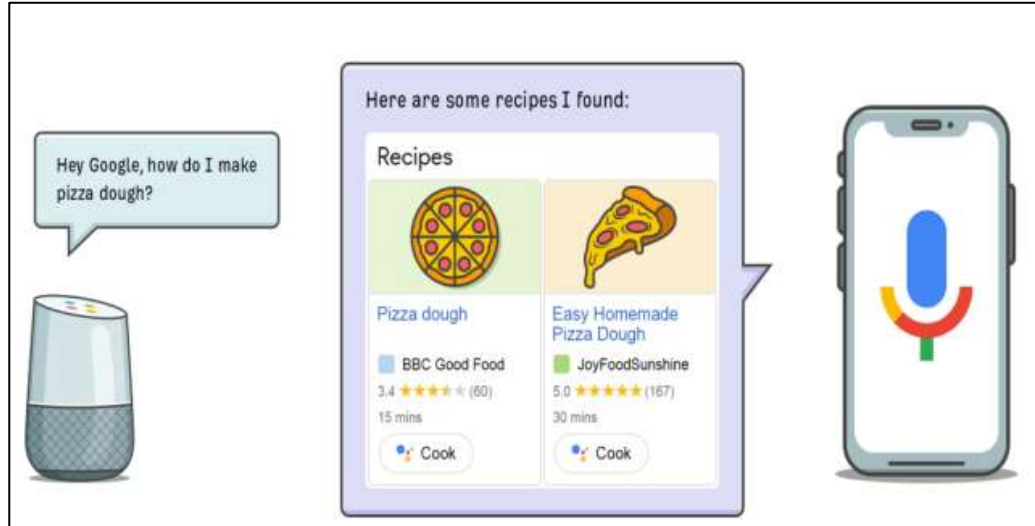 Hey Google, how do I make
pizza dough?
Here are some recipes I found:
Recipes
Pizza dough
BBC Good Food
3.4 ★★★★★ (60)
15 mins
Cook
Easy Homemade
Pizza Dough
JoyFoodSunshine
5.0 ★★★★★ (167)
30 mins
Cook